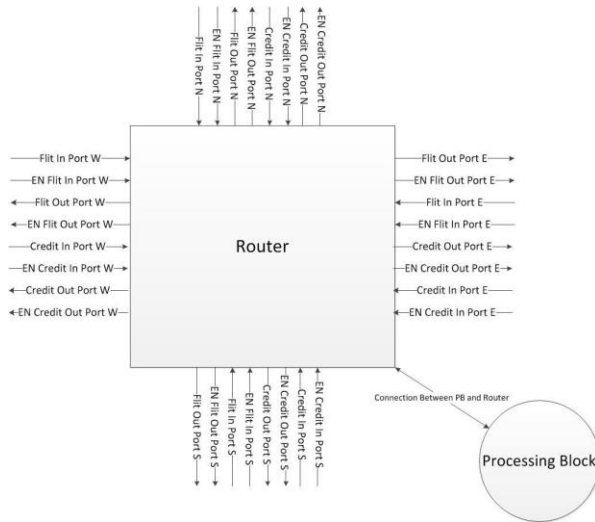 Flit In Port N
EN Flit In Port N
Flit Out Port N
EN Flit Out Port N
Credit In Port N
EN Credit In Port N
Credit Out Port N
EN Credit Out Port N
Flit In Port W
EN Flit In Port W
Flit Out Port W
EN Flit Out Port W
Credit In Port W
EN Credit In Port W
Credit Out Port W
EN Credit Out Port W
Router
Flit Out Port E
EN Flit Out Port E
Flit In Port E
EN Flit In Port E
Credit Out Port E
EN Credit Out Port E
Credit In Port E
EN Credit In Port E
Flit Out Port S
EN Flit Out Port S
Flit In Port S
EN Flit In Port S
Credit Out Port S
EN Credit Out Port S
Credit In Port S
EN Credit In Port S
Connection Between PB and Router
Processing Block